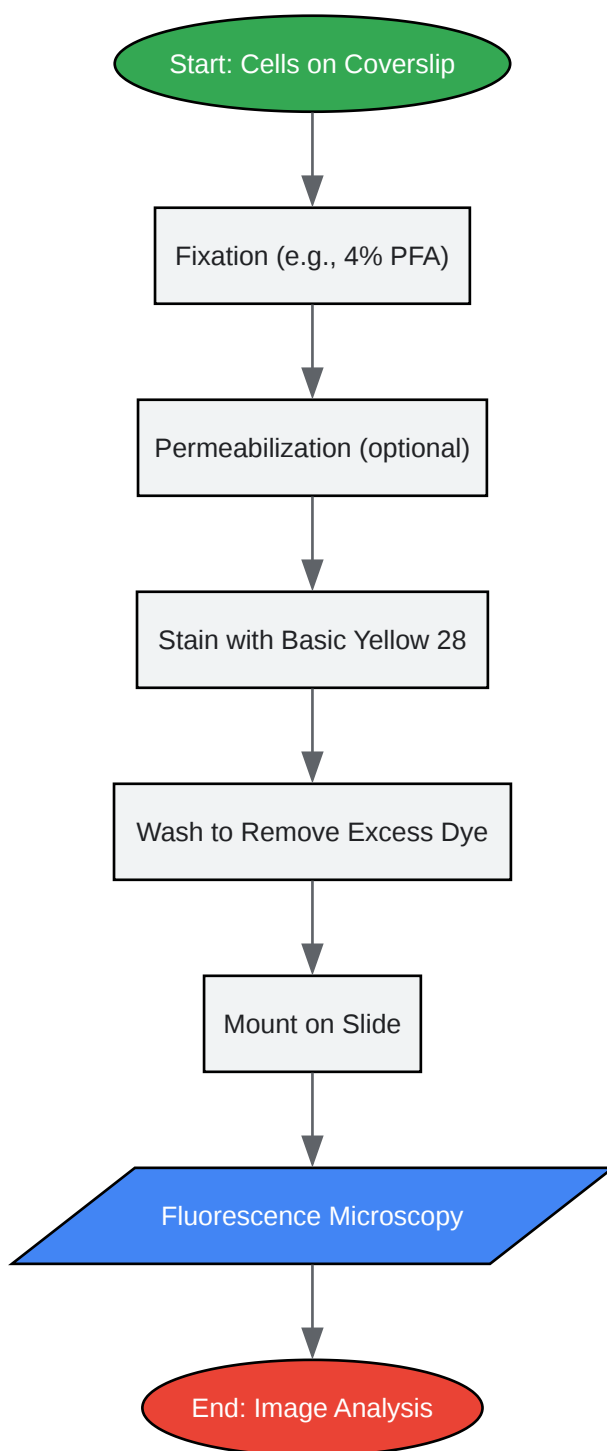 Start: Cells on Coverslip
Fixation (e.g., 4% PFA)
Permeabilization (optional)
Stain with Basic Yellow 28
Wash to Remove Excess Dye
Mount on Slide
Fluorescence Microscopy
End: Image Analysis